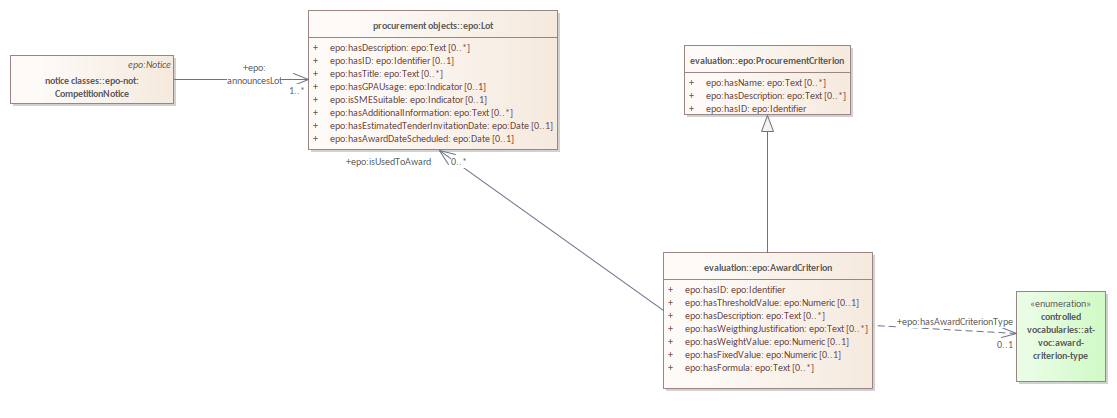 epo:Notice
notice classes::epo-not:
CompetitionNotice
+epo:
announcesLot
1..*
procurement objects::epo:Lot
+ epo:hasDescription: epo:Text [0..*]
+ epo:hasID: epo:Identifier [0..1]
+ epo:hasTitle: epo:Text [0..*]
+ epo:hasGPAUsage: epo:Indicator [0..1]
+ epo:isSMESuitable: epo:Indicator [0..1]
+ epo:hasAdditionalInformation: epo:Text [0..*]
+ epo:hasEstimatedTenderInvitationDate: epo:Date [0..1]
+ epo:hasAwardDateScheduled: epo:Date [0..1]
+epo:isUsedToAward 0..*
evaluation::epo:ProcurementCriterion
+ epo:hasName: epo:Text [0..*]
+ epo:hasDescription: epo:Text [0..*]
+ epo:hasID: epo:Identifier
evaluation::epo:AwardCriterion
+ epo:hasID: epo:Identifier
+ epo:hasThresholdValue: epo:Numeric [0..1]
+ epo:hasDescription: epo:Text [0..*]
+ epo:hasWeigthingJustification: epo:Text [0..*]
+ epo:hasWeightValue: epo:Numeric [0..1]
+ epo:hasFixedValue: epo:Numeric [0..1]
+ epo:hasFormula: epo:Text [0..*]
+epo:hasAwardCriterionType
0..1
«enumeration»
controlled
vocabularies::at-
voc:award-
criterion-type